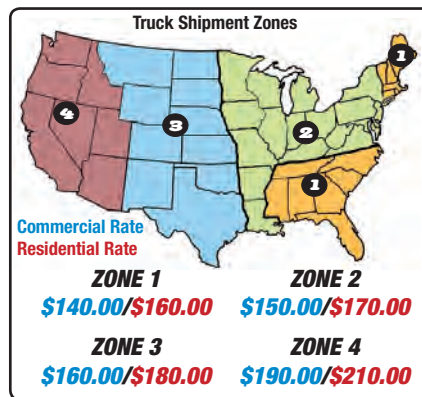 Truck Shipment Zones
1
4
3
2
1
Commercial Rate
Residential Rate
ZONE 1
$140.00/$160.00
ZONE 2
$150.00/$170.00
ZONE 3
$160.00/$180.00
ZONE 4
$190.00/$210.00